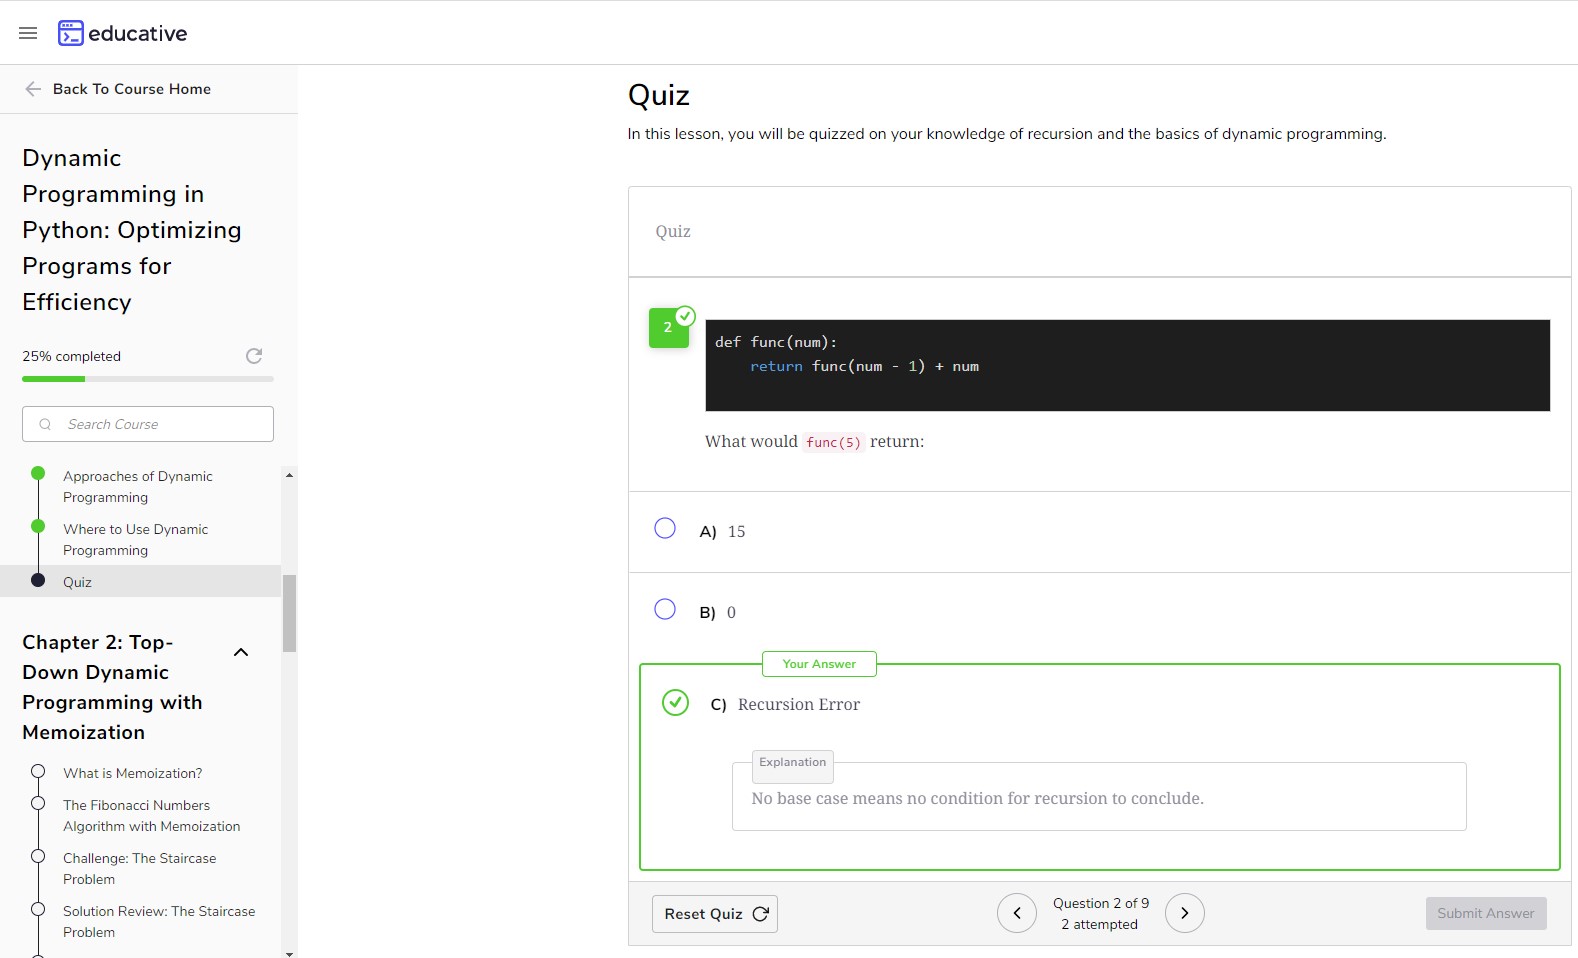 educative
Back To Course Home
Dynamic
Programming in
Python: Optimizing
Programs for
Efficiency
25% completed
Search Course
Approaches of Dynamic
Programming
Where to Use Dynamic
Programming
Quiz
Chapter 2: Top-
Down Dynamic
Programming with
Memoization
What is Memoization?
The Fibonacci Numbers
Algorithm with Memoization
Challenge: The Staircase
Problem
Solution Review: The Staircase
Problem
Quiz
In this lesson, you will be quizzed on your knowledge of recursion and the basics of dynamic programming.
Quiz
2
def func(num):
    return func(num - 1) + num
What would func(5) return:
A) 15
B) 0
Your Answer
C) Recursion Error
Explanation
No base case means no condition for recursion to conclude.
Reset Quiz
Question 2 of 9
2 attempted
Submit Answer